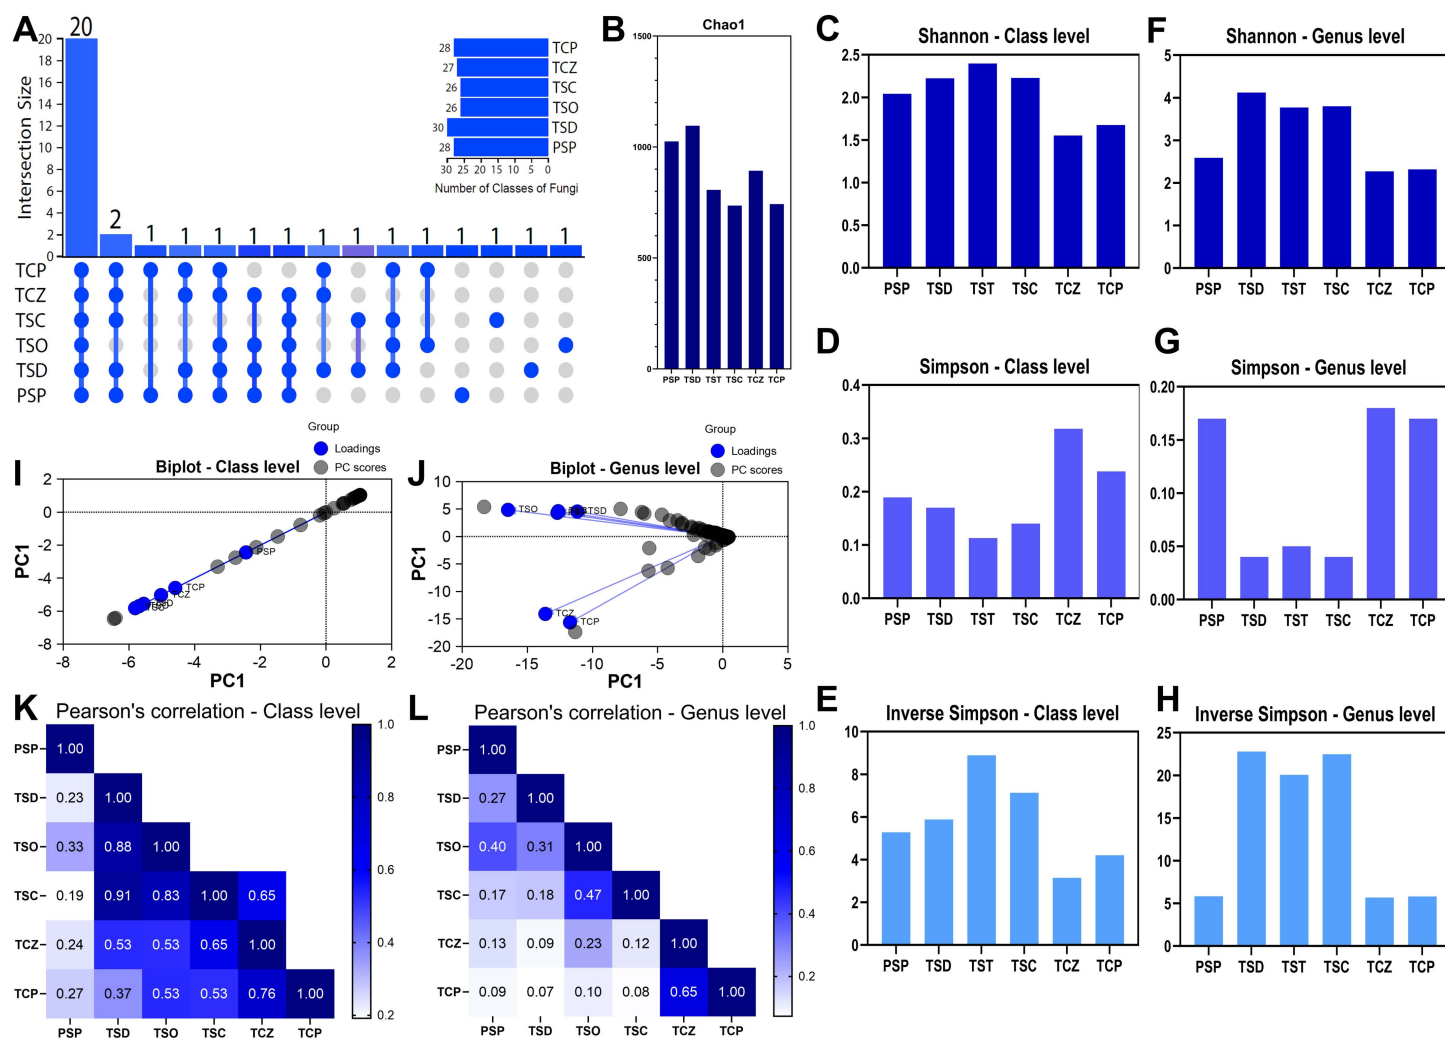 A
20
Intersection Size
20
18
16
14
12
10
8
6
4
2
0
2
1
1
1
1
1
1
1
1
1
1
1
1
1
TCP
TCZ
TSC
TSO
TSD
PSP
28
27
26
26
30
28
TCP
TCZ
TSC
TSO
TSD
PSP
30 25 20 15 10 5 0
Number of Classes of Fungi
B
Chao1
1500
1000
500
0
PSP TSD TST TSC TCZ TCP
C
Shannon - Class level
2.5
2.0
1.5
1.0
0.5
0.0
PSP TSD TST TSC TCZ TCP
F
Shannon - Genus level
5
4
3
2
1
0
PSP TSD TST TSC TCZ TCP
D
Simpson - Class level
0.4
0.3
0.2
0.1
0.0
PSP TSD TST TSC TCZ TCP
G
Simpson - Genus level
0.20
0.15
0.10
0.05
0.00
PSP TSD TST TSC TCZ TCP
I
Group
Loadings
PC scores
Biplot - Class level
PC1
2
0
-2
-4
-6
-8
PSP
TCP
TCZ
-8 -6 -4 -2 0 2
PC1
J
Group
Loadings
PC scores
Biplot - Genus level
PC1
10
5
0
-5
-10
-15
-20
TSO
TSD
TCZ
TCP
-20 -15 -10 -5 0 5
PC1
K
Pearson's correlation - Class level
PSP 1.00
TSD 0.23 1.00
TSO 0.33 0.88 1.00
TSC 0.19 0.91 0.83 1.00 0.65
TCZ 0.24 0.53 0.53 0.65 1.00
TCP 0.27 0.37 0.53 0.53 0.76 1.00
PSP TSD TSO TSC TCZ TCP
1.0
0.8
0.6
0.4
0.2
L
Pearson's correlation - Genus level
PSP 1.00
TSD 0.27 1.00
TSO 0.40 0.31 1.00
TSC 0.17 0.18 0.47 1.00
TCZ 0.13 0.09 0.23 0.12 1.00
TCP 0.09 0.07 0.10 0.08 0.65 1.00
PSP TSD TSO TSC TCZ TCP
1.0
0.8
0.6
0.4
0.2
E
Inverse Simpson - Class level
10
8
6
4
2
0
PSP TSD TST TSC TCZ TCP
H
Inverse Simpson - Genus level
25
20
15
10
5
0
PSP TSD TST TSC TCZ TCP